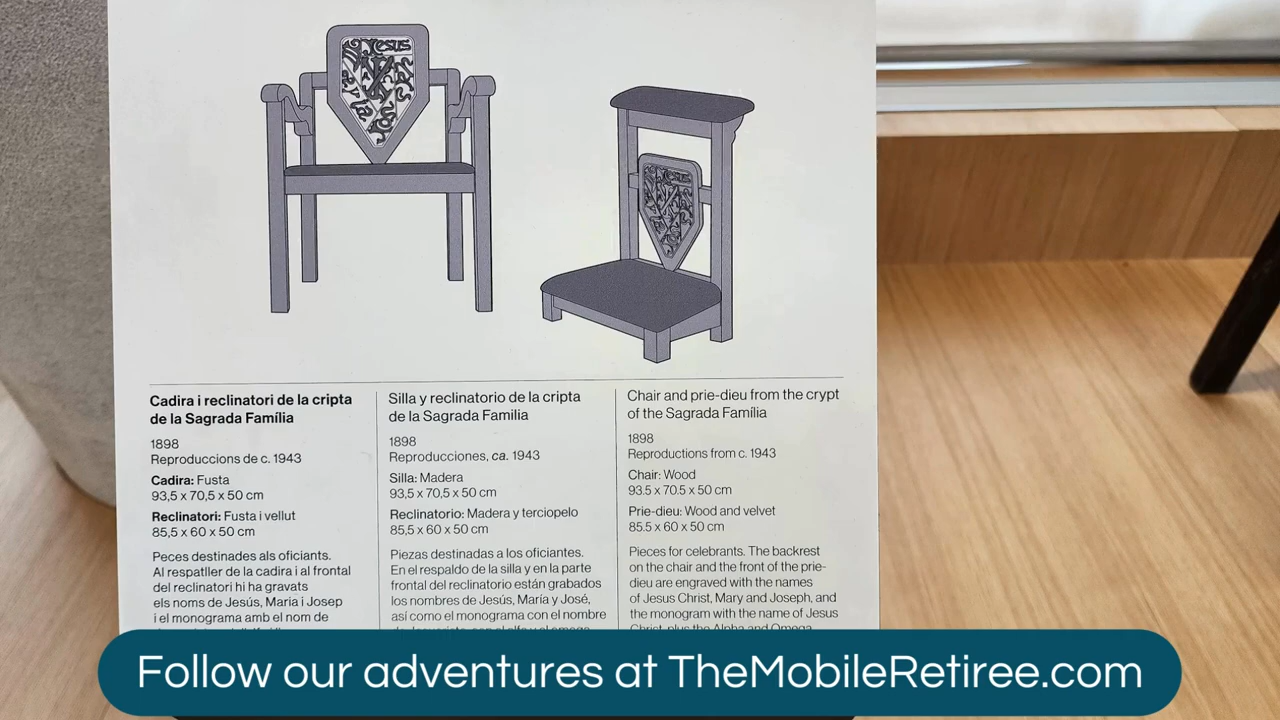 Jesus
Jesus
Cadira i reclinatori de la cripta
de la Sagrada Família
1898
Reproduccions de c. 1943
Cadira: Fusta
93,5 x 70,5 x 50 cm
Reclinatori: Fusta i vellut
85,5 x 60 x 50 cm
Peces destinades als oficiants.
Al respatller de la cadira i al frontal
del reclinatori hi ha gravats
els noms de Jesús, Maria i Josep
i el monograma amb el nom de
Silla y reclinatorio de la cripta
de la Sagrada Familia
1898
Reproducciones, ca. 1943
Silla: Madera
93,5 x 70,5 x 50 cm
Reclinatorio: Madera y terciopelo
85,5 x 60 x 50 cm
Piezas destinadas a los oficiantes.
En el respaldo de la silla y en la parte
frontal del reclinatorio están grabados
los nombres de Jesús, María y José,
así como el monograma con el nombre
Chair and prie-dieu from the crypt
of the Sagrada Família
1898
Reproductions from c. 1943
Chair: Wood
93.5 x 70.5 x 50 cm
Prie-dieu: Wood and velvet
85.5 x 60 x 50 cm
Pieces for celebrants. The backrest
on the chair and the front of the prie-
dieu are engraved with the names
of Jesus Christ, Mary and Joseph, and
the monogram with the name of Jesus
Christ, plus the Alpha and Omega
Follow our adventures at TheMobileRetiree.com